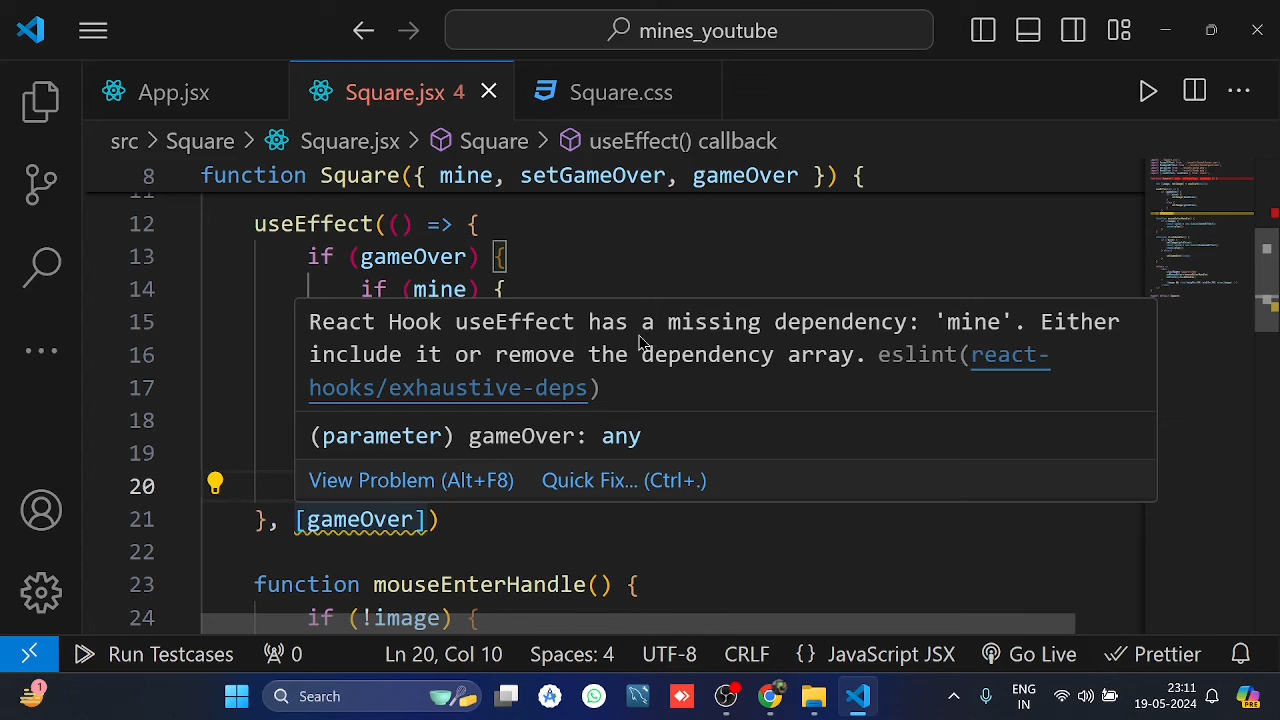 mines_youtube
App.jsx
Square.jsx 4
Square.css
src > Square > Square.jsx > Square > useEffect() callback
8 function Square({ mine, setGameOver, gameOver }) {
11
12 useEffect(() => {
13 if (gameOver) {
14 if (mine) {
15
16
17
18
19
20
React Hook useEffect has a missing dependency: 'mine'. Either
include it or remove the dependency array. eslint(react-
hooks/exhaustive-deps)
(parameter) gameOver: any
View Problem (Alt+F8) Quick Fix... (Ctrl+.)
21 }, [gameOver])
22
23 function mouseEnterHandle() {
24 if (!image) {
Run Testcases 0 Ln 20, Col 10 Spaces: 4 UTF-8 CRLF {} JavaScript JSX Go Live Prettier
1 Search ENG 23:11 PRE
IN 19-05-2024